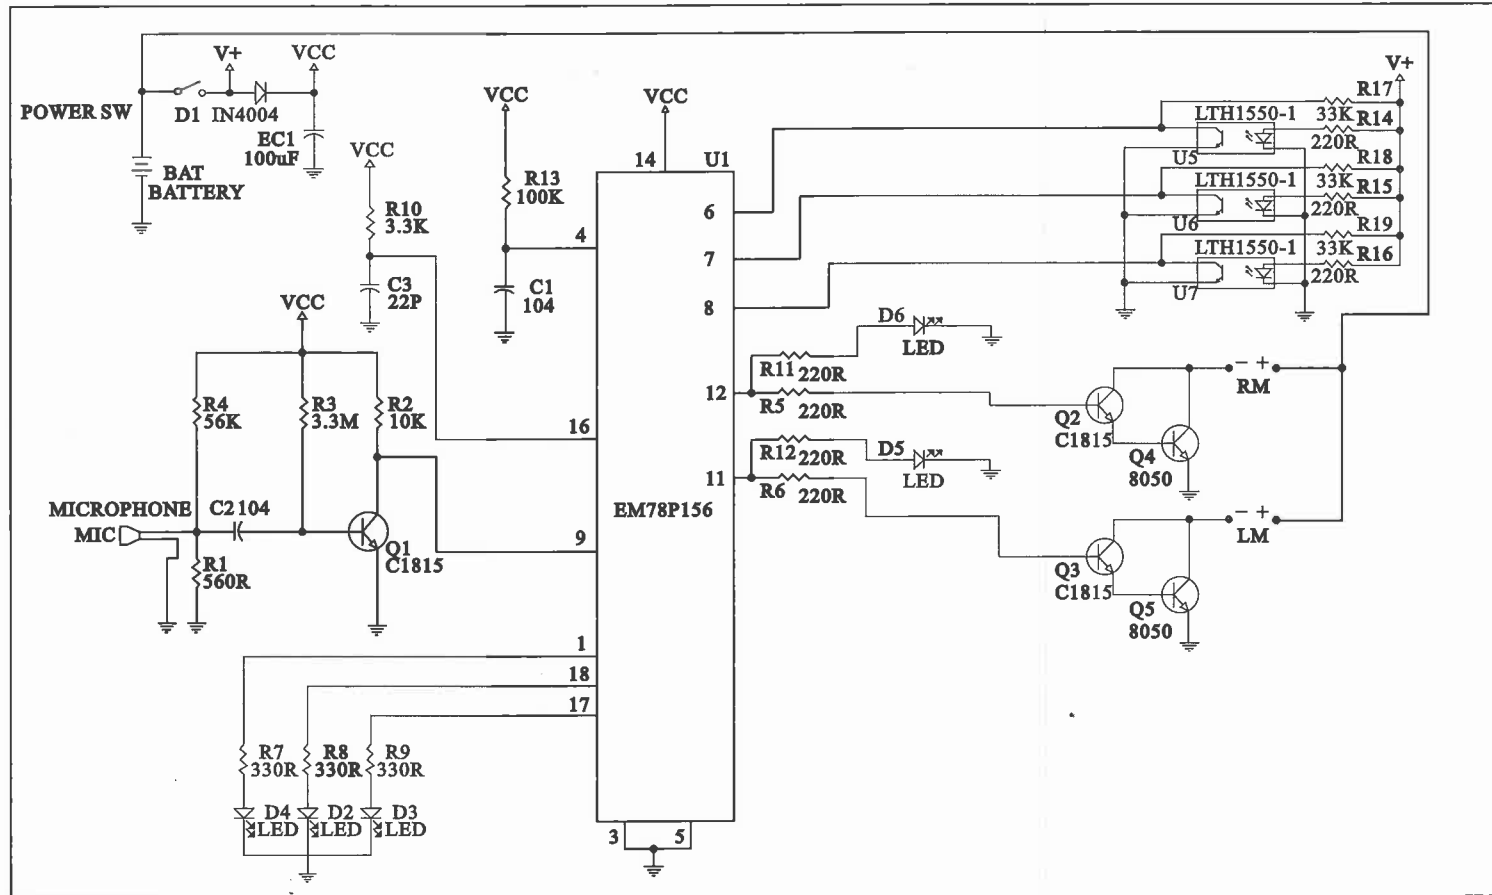 V+
VCC
POWER SW
D1 IN4004
EC1
100uF
BAT
BATTERY
VCC
R10
3.3K
C3
22P
VCC
R13
100K
C1
104
VCC
14
U1
4
16
9
1
18
17
3
5
6
7
8
12
11
EM78P156
VCC
R4
56K
R3
3.3M
R2
10K
MICROPHONE
MIC
C2 104
R1
560R
Q1
C1815
R7
330R
R8
330R
R9
330R
D4
LED
D2
LED
D3
LED
V+
R17
33K
LTH1550-1
R14
220R
U5
R18
33K
LTH1550-1
R15
220R
U6
R19
33K
LTH1550-1
R16
220R
U7
D6
LED
R11
220R
R5
220R
D5
LED
R12
220R
R6
220R
Q2
C1815
Q4
8050
- +
RM
Q3
C1815
Q5
8050
- +
LM